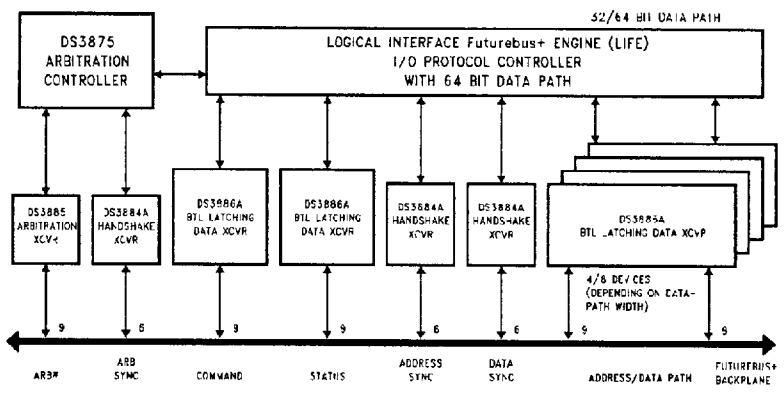 32/64 BIT DATA PATH
DS3875
ARBITRATION
CONTROLLER
LOGICAL INTERFACE Futurebus+ ENGINE (LIFE)
I/O PROTOCOL CONTROLLER
WITH 64 BIT DATA PATH
DS3885
ARBITRATION
XCVR
DS3884A
HANDSHAKE
XCVR
DS3886A
BTL LATCHING
DATA XCVR
DS3886A
BTL LATCHING
DATA XCVR
DS3884A
HANDSHAKE
XCVR
DS3884A
HANDSHAKE
XCVR
DS3886A
BTL LATCHING DATA XCVR
4/8 DEVICES
(DEPENDING ON DATA-
PATH WIDTH)
9 6 9 9 6 6 9 9
ARB#
ARB
SYNC
COMMAND
STATUS
ADDRESS
SYNC
DATA
SYNC
ADDRESS/DATA PATH
FUTUREBUS+
BACKPLANE